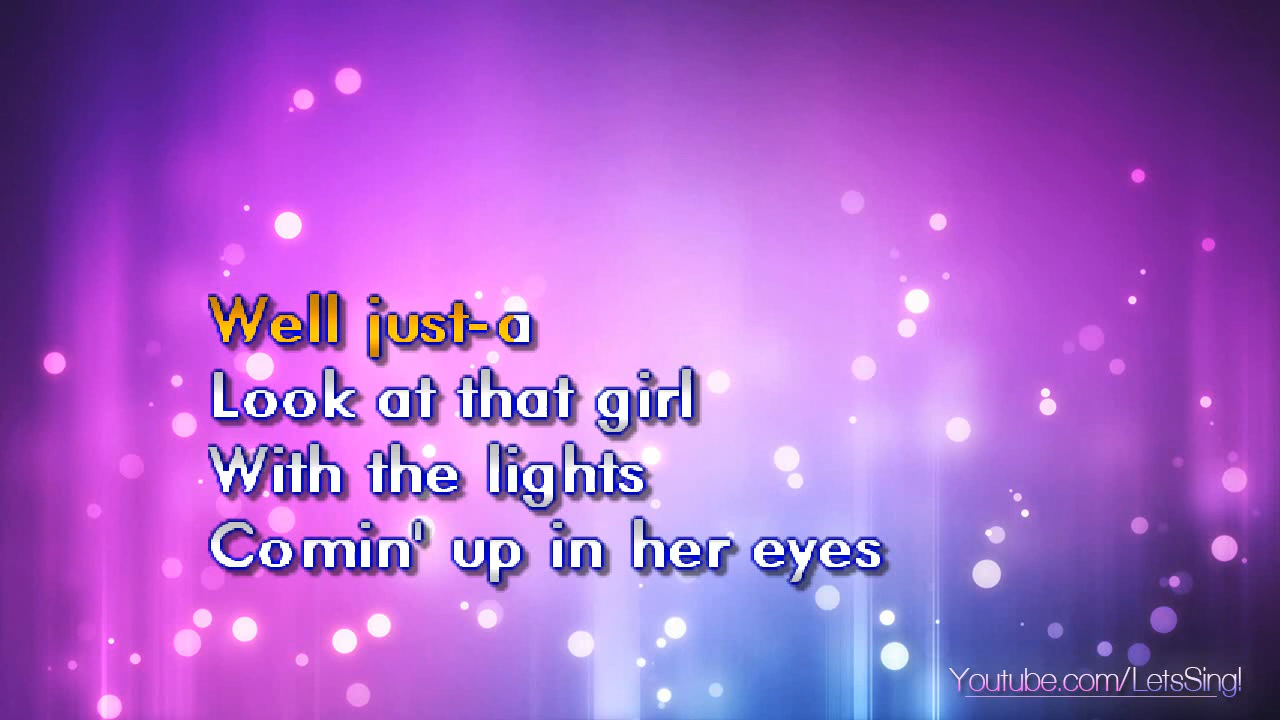 Well just-a
Look at that girl
With the lights
Comin' up in her eyes
Youtube.com/LetsSing!